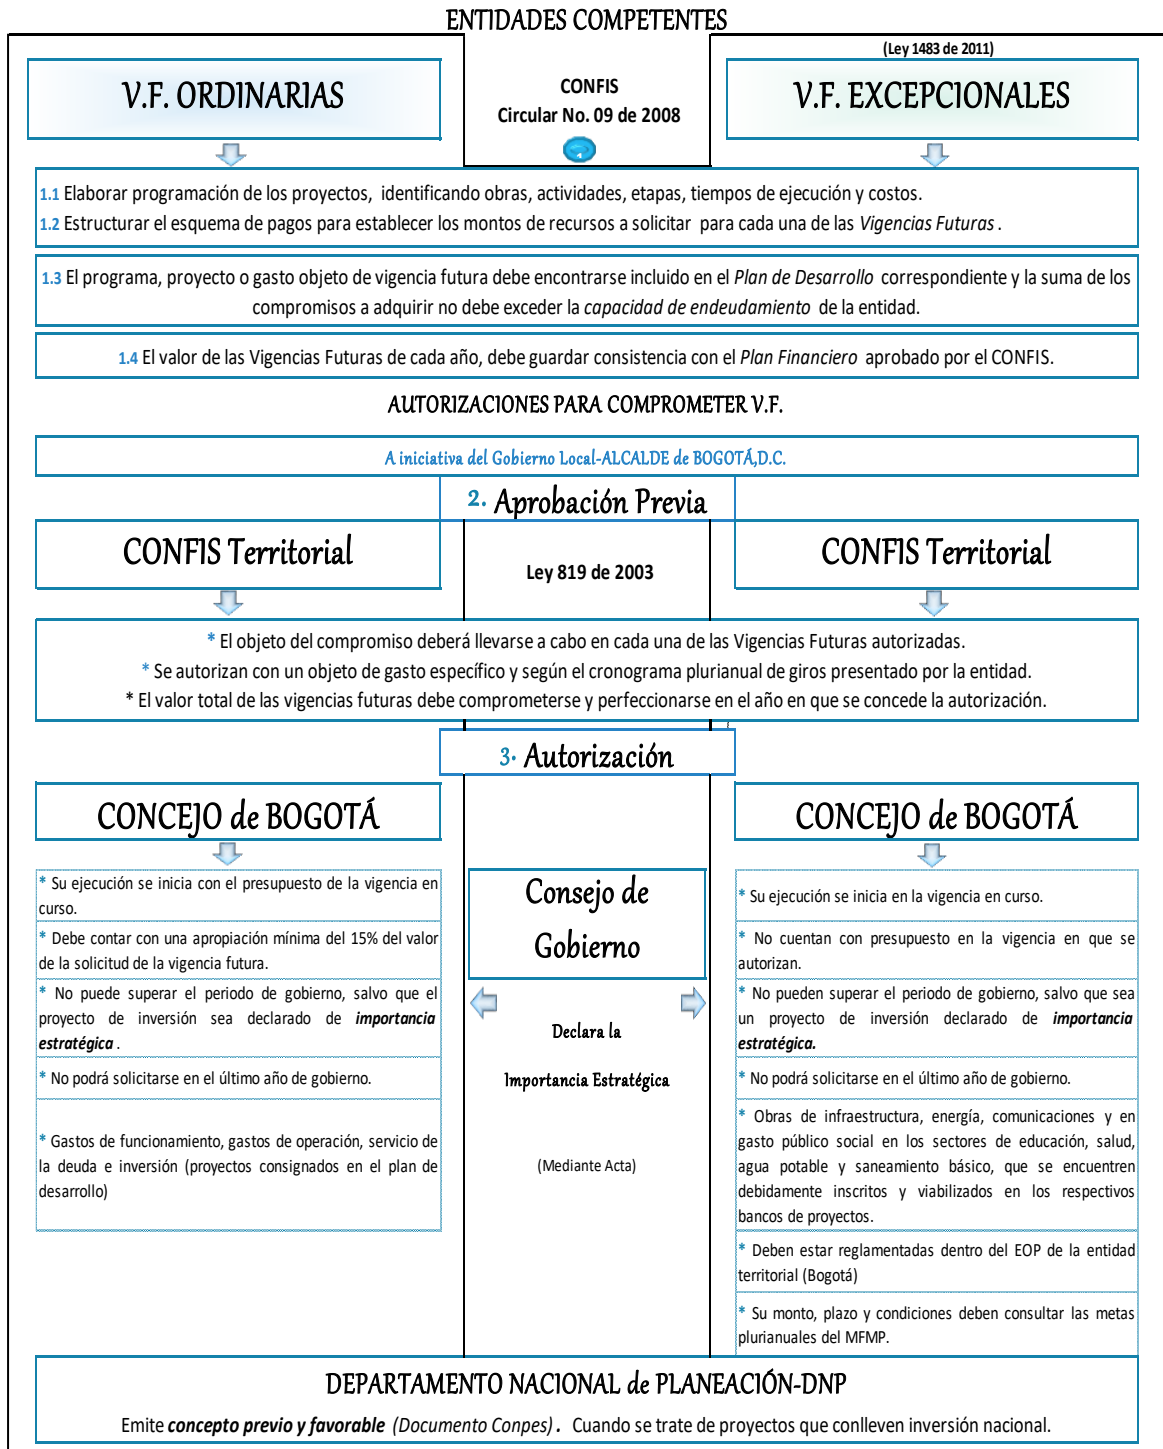 ENTIDADES COMPETENTES
(Ley 1483 de 2011)
V.F. ORDINARIAS
CONFIS
Circular No. 09 de 2008
V.F. EXCEPCIONALES
1.1 Elaborar programación de los proyectos, identificando obras, actividades, etapas, tiempos de ejecución y costos.
1.2 Estructurar el esquema de pagos para establecer los montos de recursos a solicitar para cada una de las Vigencias Futuras .
1.3 El programa, proyecto o gasto objeto de vigencia futura debe encontrarse incluido en el Plan de Desarrollo correspondiente y la suma de los
compromisos a adquirir no debe exceder la capacidad de endeudamiento de la entidad.
1.4 El valor de las Vigencias Futuras de cada año, debe guardar consistencia con el Plan Financiero aprobado por el CONFIS.
AUTORIZACIONES PARA COMPROMETER V.F.
A iniciativa del Gobierno Local-ALCALDE de BOGOTÁ,D.C.
2. Aprobación Previa
CONFIS Territorial
Ley 819 de 2003
CONFIS Territorial
* El objeto del compromiso deberá llevarse a cabo en cada una de las Vigencias Futuras autorizadas.
* Se autorizan con un objeto de gasto específico y según el cronograma plurianual de giros presentado por la entidad.
* El valor total de las vigencias futuras debe comprometerse y perfeccionarse en el año en que se concede la autorización.
3. Autorización
CONCEJO de BOGOTÁ
* Su ejecución se inicia con el presupuesto de la vigencia en
curso.
* Debe contar con una apropiación mínima del 15% del valor
de la solicitud de la vigencia futura.
* No puede superar el periodo de gobierno, salvo que el
proyecto de inversión sea declarado de importancia
estratégica .
* No podrá solicitarse en el último año de gobierno.
* Gastos de funcionamiento, gastos de operación, servicio de
la deuda e inversión (proyectos consignados en el plan de
desarrollo)
Consejo de
Gobierno
Declara la
Importancia Estratégica
(Mediante Acta)
CONCEJO de BOGOTÁ
* Su ejecución se inicia en la vigencia en curso.
* No cuentan con presupuesto en la vigencia en que se
autorizan.
* No pueden superar el periodo de gobierno, salvo que sea
un proyecto de inversión declarado de importancia
estratégica.
* No podrá solicitarse en el último año de gobierno.
* Obras de infraestructura, energía, comunicaciones y en
gasto público social en los sectores de educación, salud,
agua potable y saneamiento básico, que se encuentren
debidamente inscritos y viabilizados en los respectivos
bancos de proyectos.
* Deben estar reglamentadas dentro del EOP de la entidad
territorial (Bogotá)
* Su monto, plazo y condiciones deben consultar las metas
plurianuales del MFMP.
DEPARTAMENTO NACIONAL de PLANEACIÓN-DNP
Emite concepto previo y favorable (Documento Conpes) . Cuando se trate de proyectos que conlleven inversión nacional.